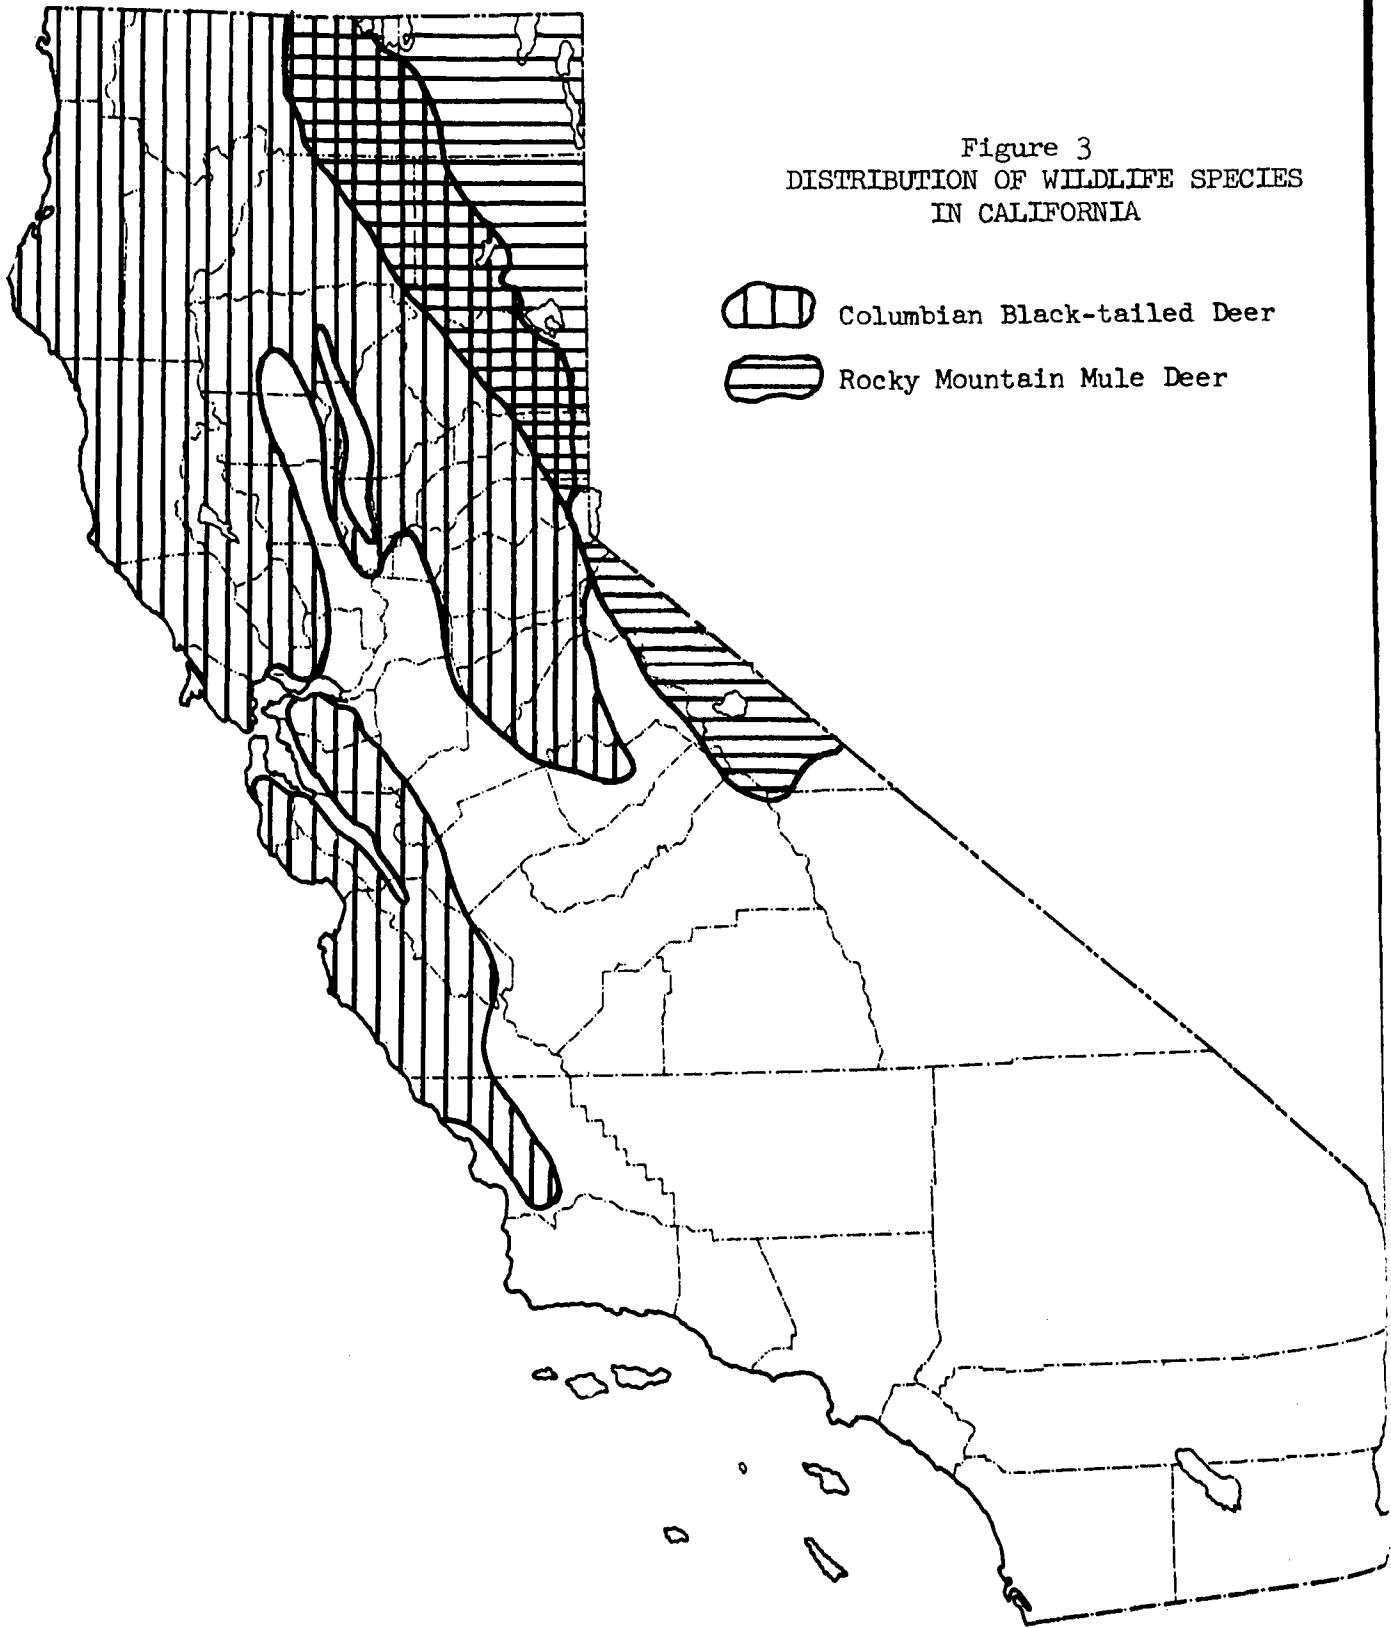 Figure 3
DISTRIBUTION OF WILDLIFE SPECIES
IN CALIFORNIA
Columbian Black-tailed Deer
Rocky Mountain Mule Deer